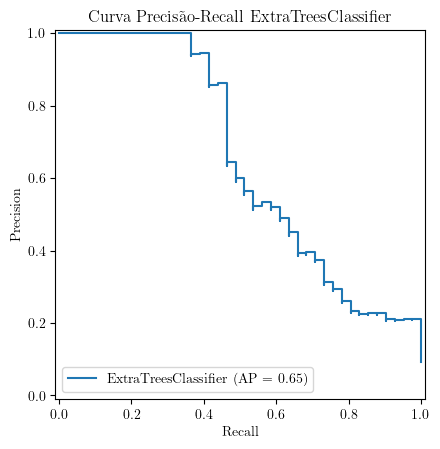 Curva Precisão-Recall ExtraTreesClassifier
1.0
0.8
0.6
0.4
0.2
0.0
Precision
ExtraTreesClassifier (AP = 0.65)
0.0 0.2 0.4 0.6 0.8 1.0
Recall